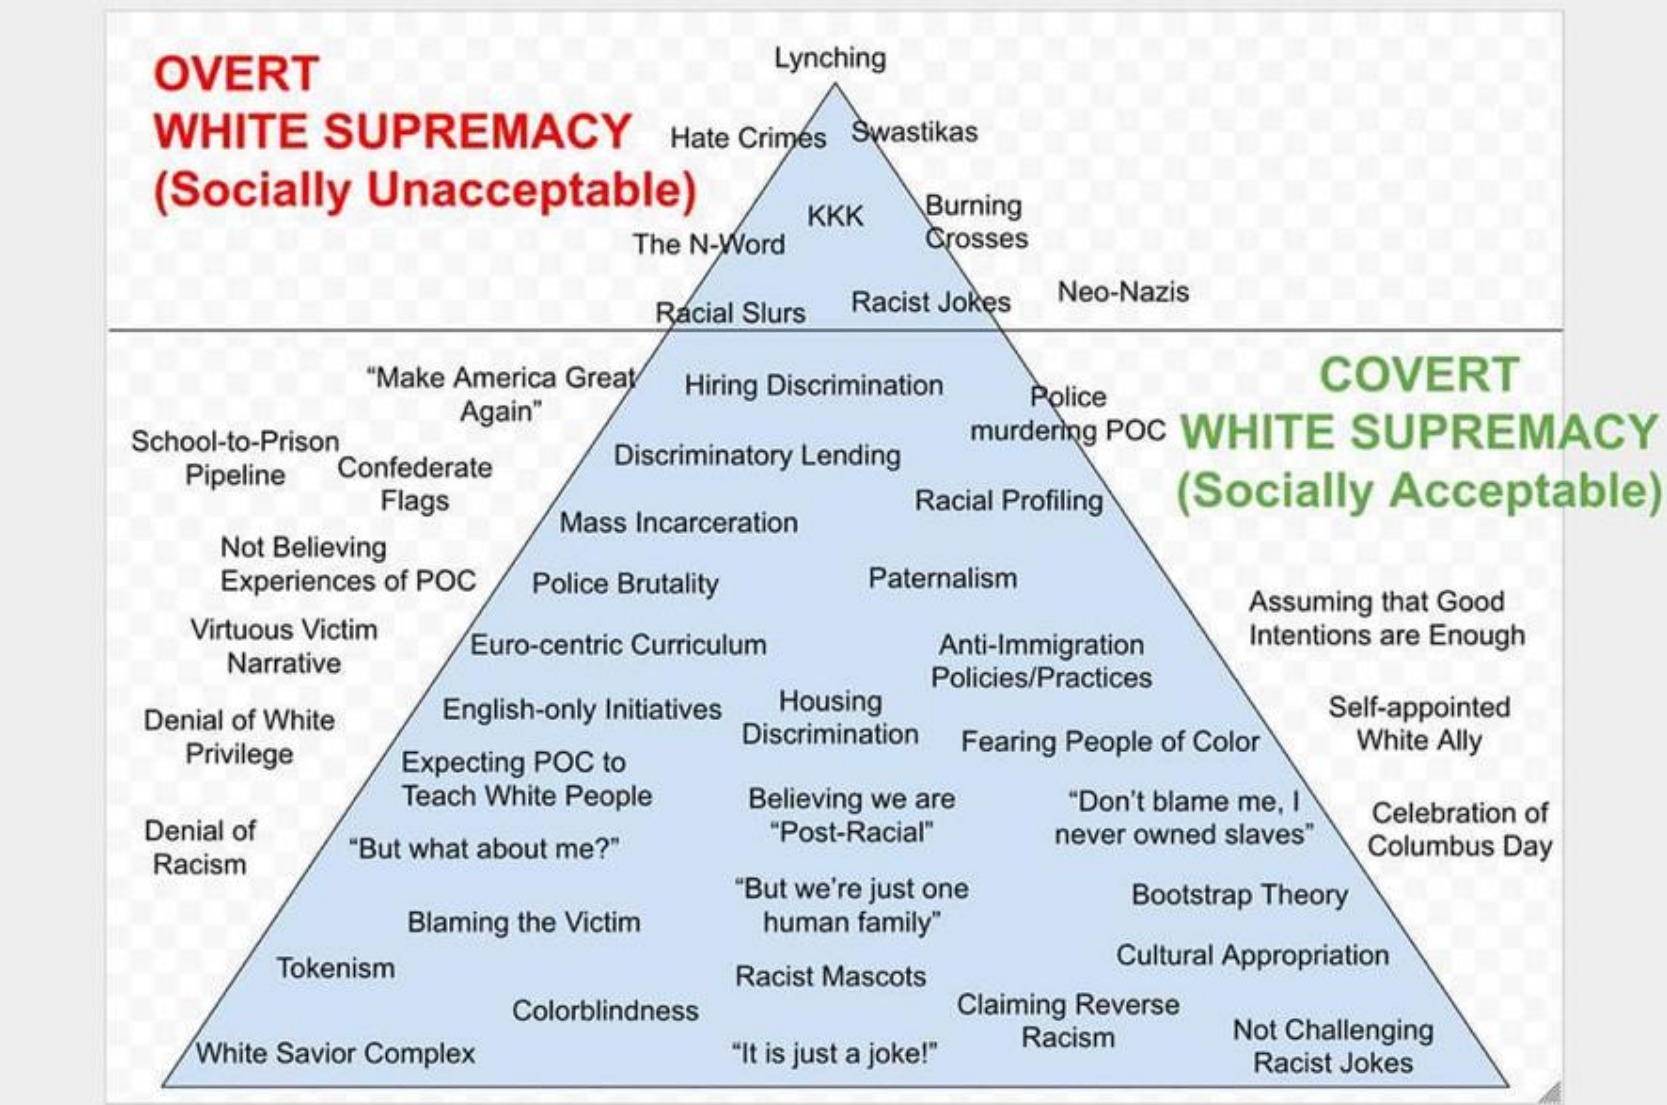 Lynching
OVERT
WHITE SUPREMACY
(Socially Unacceptable)
Hate Crimes
Swastikas
KKK
Burning
Crosses
The N-Word
Neo-Nazis
Racial Slurs
Racist Jokes
“Make America Great
Again”
Hiring Discrimination
Police
murdering POC
COVERT
WHITE SUPREMACY
(Socially Acceptable)
School-to-Prison
Pipeline
Confederate
Flags
Discriminatory Lending
Racial Profiling
Mass Incarceration
Not Believing
Experiences of POC
Police Brutality
Paternalism
Assuming that Good
Intentions are Enough
Virtuous Victim
Narrative
Euro-centric Curriculum
Anti-Immigration
Policies/Practices
Denial of White
Privilege
English-only Initiatives
Housing
Discrimination
Fearing People of Color
Self-appointed
White Ally
Expecting POC to
Teach White People
Believing we are
“Post-Racial”
“Don’t blame me, I
never owned slaves”
Celebration of
Columbus Day
Denial of
Racism
“But what about me?”
“But we’re just one
human family”
Bootstrap Theory
Blaming the Victim
Cultural Appropriation
Tokenism
Racist Mascots
Colorblindness
Claiming Reverse
Racism
Not Challenging
Racist Jokes
White Savior Complex
“It is just a joke!”